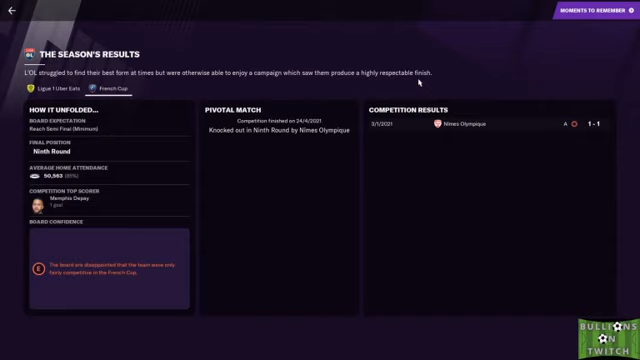 MOMENTS TO REMEMBER
OL
THE SEASON'S RESULTS
L'OL struggled to find their best form at times but were otherwise able to enjoy a campaign which saw them produce a highly respectable finish.
Ligue 1 Uber Eats
French Cup
HOW IT UNFOLDED...
BOARD EXPECTATION
Reach Semi Final (Minimum)
FINAL POSITION
Ninth Round
AVERAGE HOME ATTENDANCE
50,563 (85%)
COMPETITION TOP SCORER
Memphis Depay
1 goal
BOARD CONFIDENCE
E
The board are disappointed that the team were only
fairly competitive in the French Cup.
PIVOTAL MATCH
Competition finished on 24/4/2021
Knocked out in Ninth Round by Nîmes Olympique
COMPETITION RESULTS
3/1/2021 Nîmes Olympique A 1 - 1
BULLIONS
ON
TWITCH